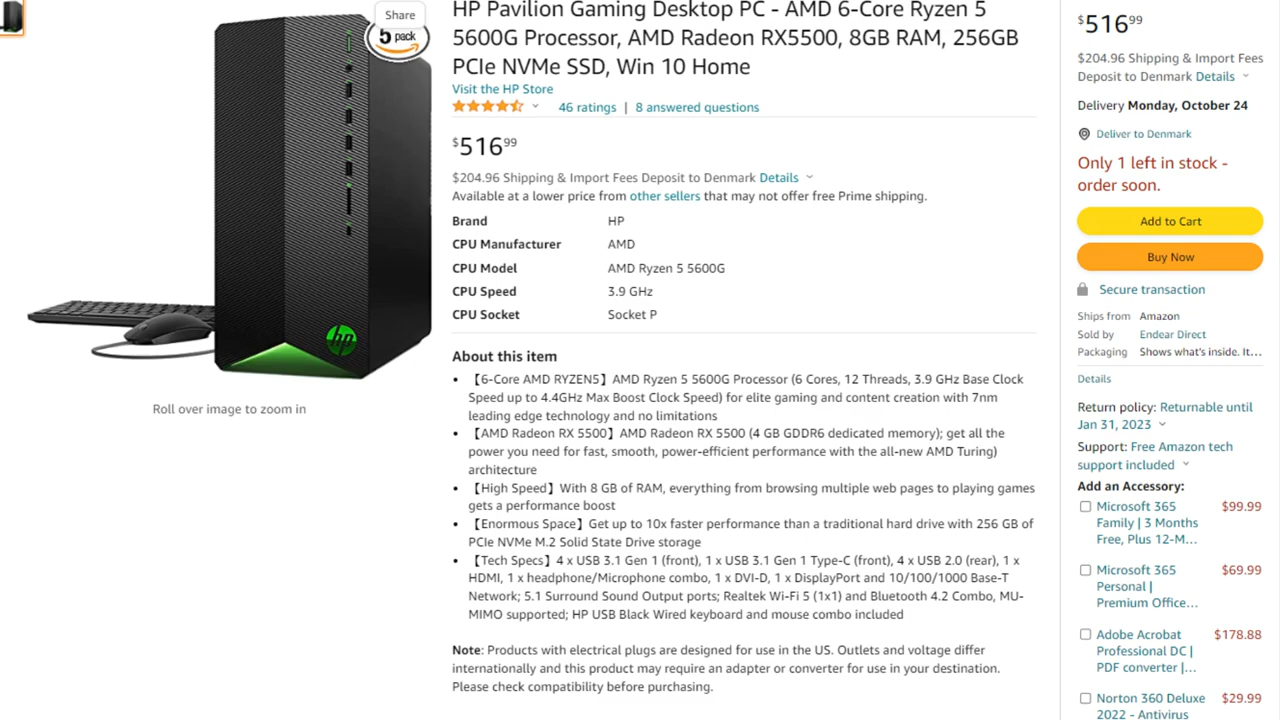 Share
5 pack
hp
Roll over image to zoom in
HP Pavilion Gaming Desktop PC - AMD 6-Core Ryzen 5
5600G Processor, AMD Radeon RX5500, 8GB RAM, 256GB
PCIe NVMe SSD, Win 10 Home
Visit the HP Store
46 ratings | 8 answered questions
$516⁹⁹
$204.96 Shipping & Import Fees Deposit to Denmark Details
Available at a lower price from other sellers that may not offer free Prime shipping.
Brand HP
CPU Manufacturer AMD
CPU Model AMD Ryzen 5 5600G
CPU Speed 3.9 GHz
CPU Socket Socket P
About this item
• 【6-Core AMD RYZEN5】AMD Ryzen 5 5600G Processor (6 Cores, 12 Threads, 3.9 GHz Base Clock
Speed up to 4.4GHz Max Boost Clock Speed) for elite gaming and content creation with 7nm
leading edge technology and no limitations
• 【AMD Radeon RX 5500】AMD Radeon RX 5500 (4 GB GDDR6 dedicated memory); get all the
power you need for fast, smooth, power-efficient performance with the all-new AMD Turing)
architecture
• 【High Speed】With 8 GB of RAM, everything from browsing multiple web pages to playing games
gets a performance boost
• 【Enormous Space】Get up to 10x faster performance than a traditional hard drive with 256 GB of
PCIe NVMe M.2 Solid State Drive storage
• 【Tech Specs】4 x USB 3.1 Gen 1 (front), 1 x USB 3.1 Gen 1 Type-C (front), 4 x USB 2.0 (rear), 1 x
HDMI, 1 x headphone/Microphone combo, 1 x DVI-D, 1 x DisplayPort and 10/100/1000 Base-T
Network; 5.1 Surround Sound Output ports; Realtek Wi-Fi 5 (1x1) and Bluetooth 4.2 Combo, MU-
MIMO supported; HP USB Black Wired keyboard and mouse combo included
Note: Products with electrical plugs are designed for use in the US. Outlets and voltage differ
internationally and this product may require an adapter or converter for use in your destination.
Please check compatibility before purchasing.
$516⁹⁹
$204.96 Shipping & Import Fees
Deposit to Denmark Details
Delivery Monday, October 24
Deliver to Denmark
Only 1 left in stock -
order soon.
Add to Cart
Buy Now
Secure transaction
Ships from Amazon
Sold by Endear Direct
Packaging Shows what's inside. It…
Details
Return policy: Returnable until
Jan 31, 2023
Support: Free Amazon tech
support included
Add an Accessory:
Microsoft 365 $99.99
Family | 3 Months
Free, Plus 12-M...
Microsoft 365 $69.99
Personal |
Premium Office...
Adobe Acrobat $178.88
Professional DC |
PDF converter |...
Norton 360 Deluxe $29.99
2022 - Antivirus